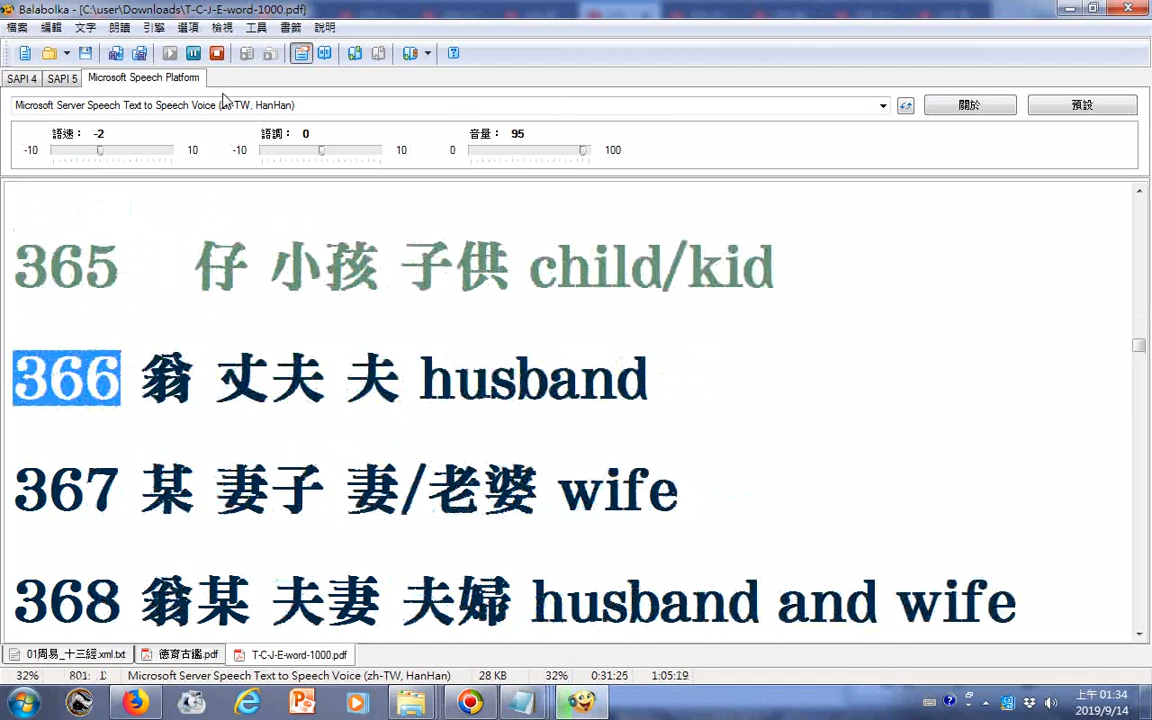 Balabolka - [C:\user\Downloads\T-C-J-E-word-1000.pdf]
檔案 編輯 文字 朗讀 引擎 選項 檢視 工具 書籤 說明
SAPI 4 SAPI 5 Microsoft Speech Platform
Microsoft Server Speech Text to Speech Voice (zh-TW, HanHan) 關於 預設
語速： -2 語調： 0 音量： 95
-10 10 -10 10 0 100
365 仔 小孩 子供 child/kid
366 翁 丈夫 夫 husband
367 某 妻子 妻/老婆 wife
368 翁某 夫妻 夫婦 husband and wife
01周易_十三經.xml.txt 德育古鑑.pdf T-C-J-E-word-1000.pdf
32% 801: 1 Microsoft Server Speech Text to Speech Voice (zh-TW, HanHan) 28 KB 32% 0:31:25 1:05:19
上午 01:34
2019/9/14